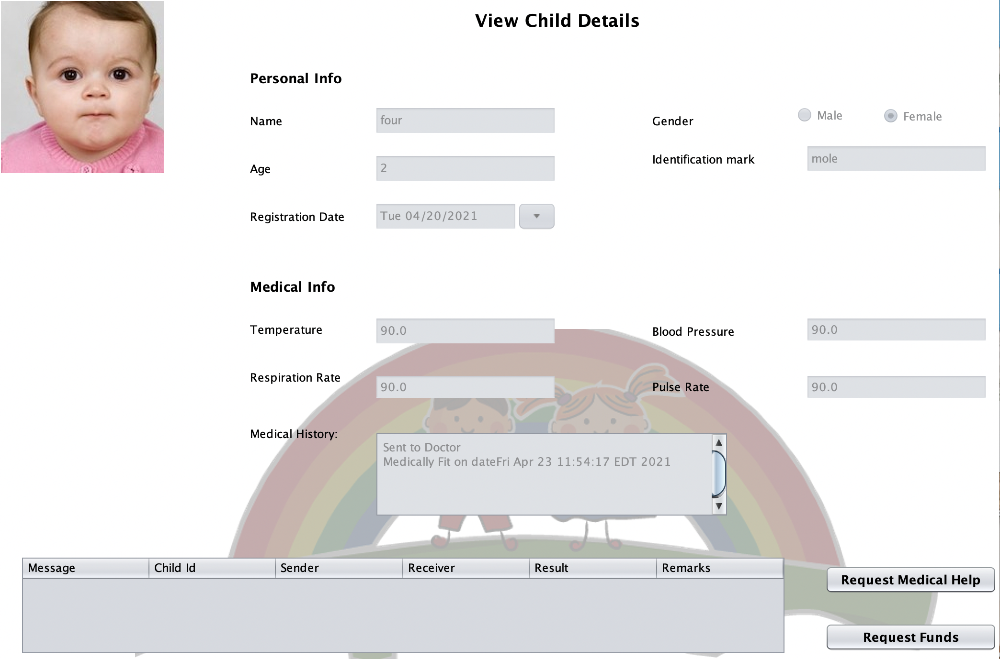 View Child Details
Personal Info
Name
four
Gender
Male
Female
Age
2
Identification mark
mole
Registration Date
Tue 04/20/2021
Medical Info
Temperature
90.0
Blood Pressure
90.0
Respiration Rate
90.0
Pulse Rate
90.0
Medical History:
Sent to Doctor
Medically Fit on dateFri Apr 23 11:54:17 EDT 2021
Message
Child Id
Sender
Receiver
Result
Remarks
Request Medical Help
Request Funds